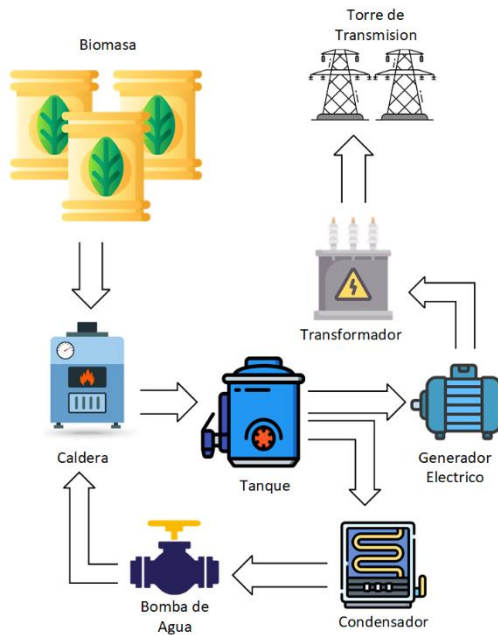 Torre de
Transmision
Biomasa
Transformador
Caldera
Tanque
Generador
Electrico
Bomba de
Agua
Condensador